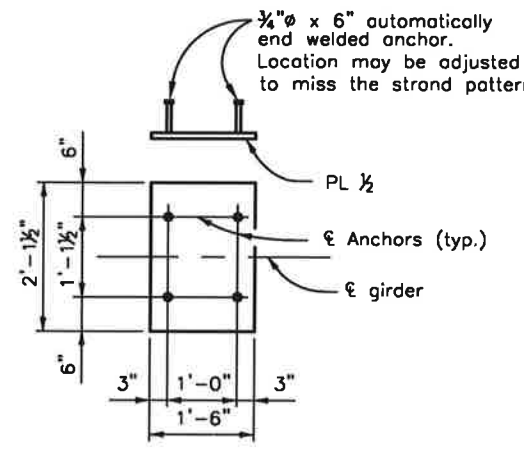 ¾"ø x 6" automatically
end welded anchor.
Location may be adjusted
to miss the strand pattern
6"
PL ½
2'-1½"
1'-1½"
℄ Anchors (typ.)
℄ girder
6"
3"
1'-0"
3"
1'-6"